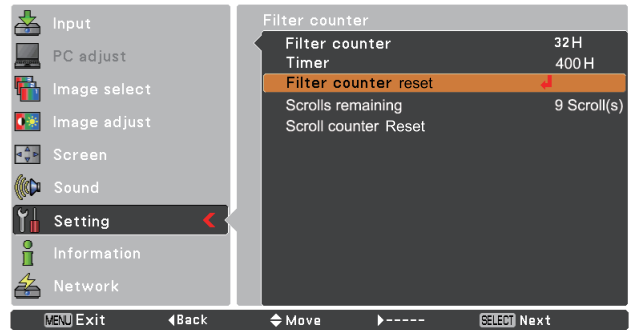 Input
PC adjust
Image select
Image adjust
Screen
Sound
Setting
Information
Network
Filter counter
Filter counter 32H
Timer 400H
Filter counter reset
Scrolls remaining 9 Scroll(s)
Scroll counter Reset
MENU Exit ◀Back Move ▶----- SELECT Next